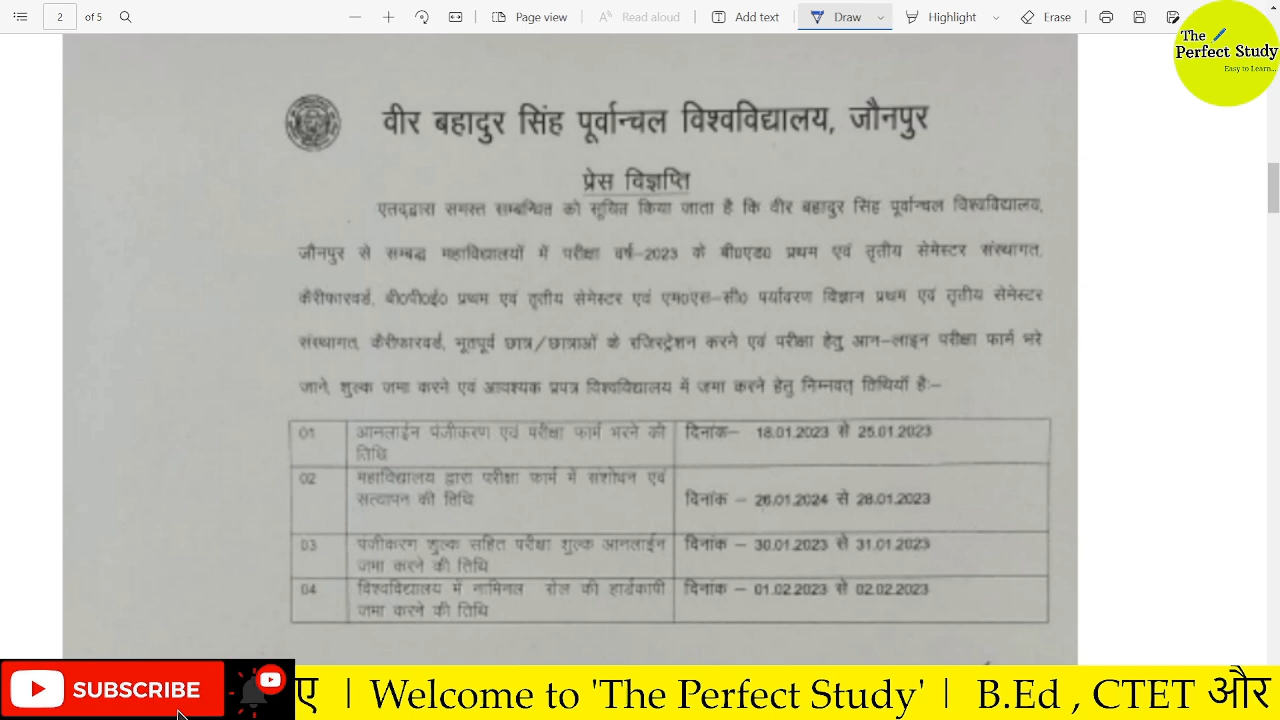 2 of 5 Page view Read aloud Add text Draw Highlight Erase
The
Perfect Study
Easy to Learn...
वीर बहादुर सिंह पूर्वान्चल विश्वविद्यालय, जौनपुर
प्रेस विज्ञप्ति
एतद्द्वारा समस्त सम्बन्धित को सूचित किया जाता है कि वीर बहादुर सिंह पूर्वान्चल विश्वविद्यालय,
जौनपुर से सम्बद्ध महाविद्यालयों में परीक्षा वर्ष-2023 के बी0एड0 प्रथम एवं तृतीय सेमेस्टर संस्थागत,
कैरीफारवर्ड, बी0पी0ई0 प्रथम एवं तृतीय सेमेस्टर एवं एम0एस-सी0 पर्यावरण विज्ञान प्रथम एवं तृतीय सेमेस्टर
संस्थागत, कैरीफारवर्ड, भूतपूर्व छात्र/छात्राओं के रजिस्ट्रेशन करने एवं परीक्षा हेतु आन-लाइन परीक्षा फार्म भरे
जाने, शुल्क जमा करने एवं आवश्यक प्रपत्र विश्वविद्यालय में जमा करने हेतु निम्नवत् तिथियाँ है:-
01 आनलाईन पंजीकरण एवं परीक्षा फार्म भरने की दिनांक- 18.01.2023 से 25.01.2023
तिथि
02 महाविद्यालय द्वारा परीक्षा फार्म में संशोधन एवं
सत्यापन की तिथि दिनांक - 26.01.2024 से 28.01.2023
03 पंजीकरण शुल्क सहित परीक्षा शुल्क आनलाईन दिनांक - 30.01.2023 से 31.01.2023
जमा करने की तिथि
04 विश्वविद्यालय में नामिनल रोल की हार्डकापी दिनांक - 01.02.2023 से 02.02.2023
जमा करने की तिथि
SUBSCRIBE ए | Welcome to 'The Perfect Study' | B.Ed , CTET और